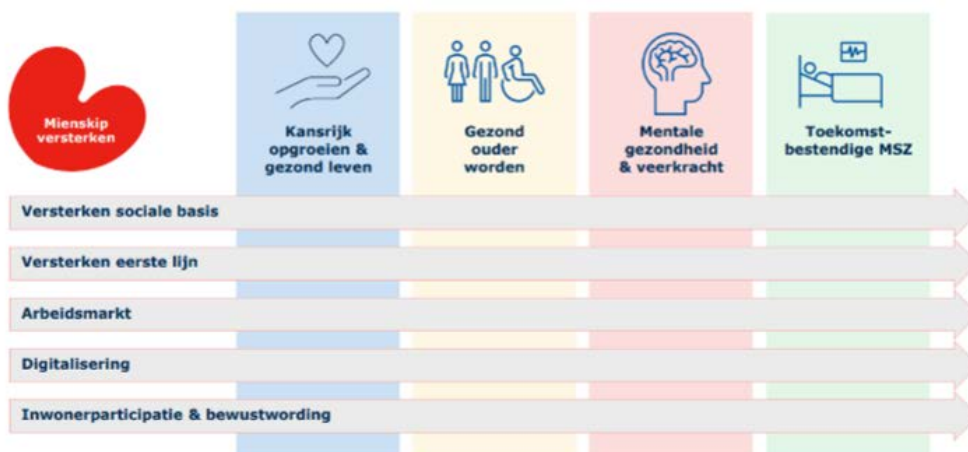 Mienskip
versterken
Kansrijk
opgroeien &
gezond leven
Gezond
ouder
worden
Mentale
gezondheid
& veerkracht
Toekomst-
bestendige MSZ
Versterken sociale basis
Versterken eerste lijn
Arbeidsmarkt
Digitalisering
Inwonerparticipatie & bewustwording